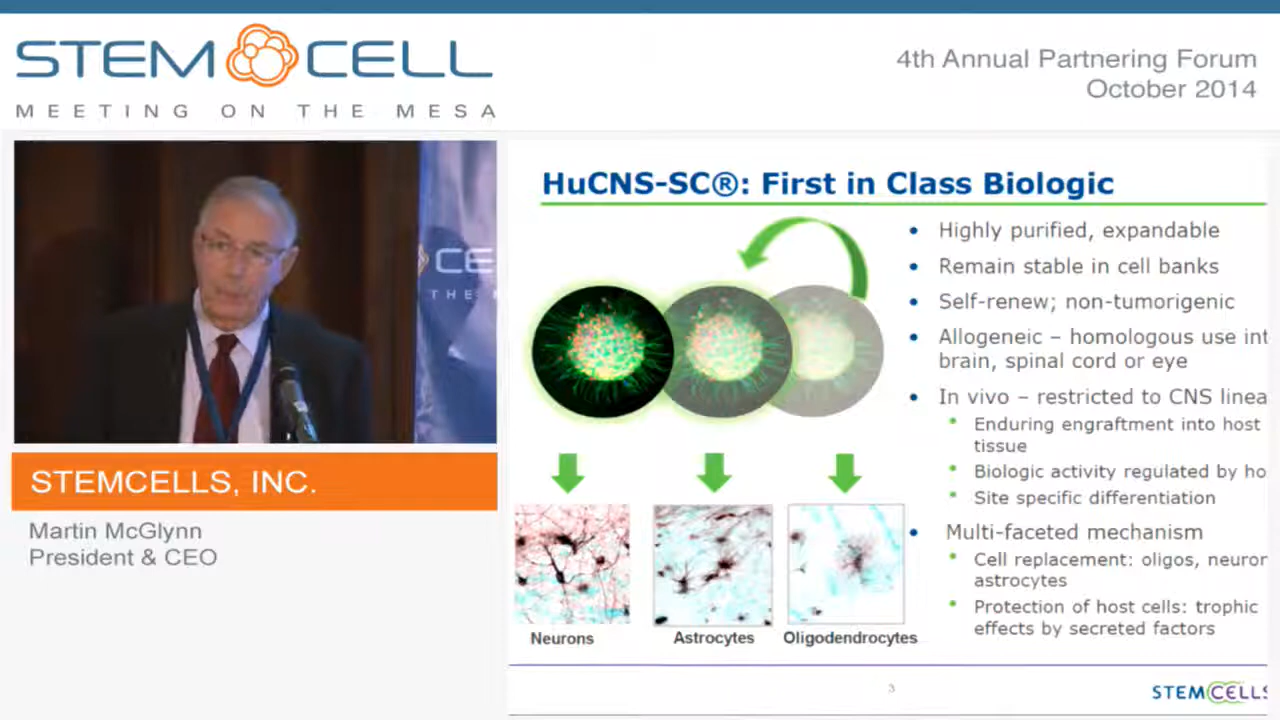 STEM CELL
MEETING ON THE MESA
4th Annual Partnering Forum
October 2014
CE
THE
STEMCELLS, INC.
Martin McGlynn
President & CEO
HuCNS-SC®: First in Class Biologic
• Highly purified, expandable
• Remain stable in cell banks
• Self-renew; non-tumorigenic
• Allogeneic – homologous use int
brain, spinal cord or eye
• In vivo – restricted to CNS linea
• Enduring engraftment into host
tissue
• Biologic activity regulated by ho
• Site specific differentiation
• Multi-faceted mechanism
• Cell replacement: oligos, neuron
astrocytes
• Protection of host cells: trophic
effects by secreted factors
Neurons
Astrocytes
Oligodendrocytes
3
STEMCELLS